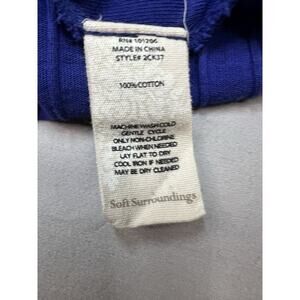 RN# 101206
MADE IN CHINA
STYLE# 2CK37
100% COTTON
MACHINE WASH COLD
GENTLE CYCLE
ONLY NON-CHLORINE
BLEACH WHEN NEEDED
LAY FLAT TO DRY
COOL IRON IF NEEDED
MAY BE DRY CLEANED
Soft Surroundings